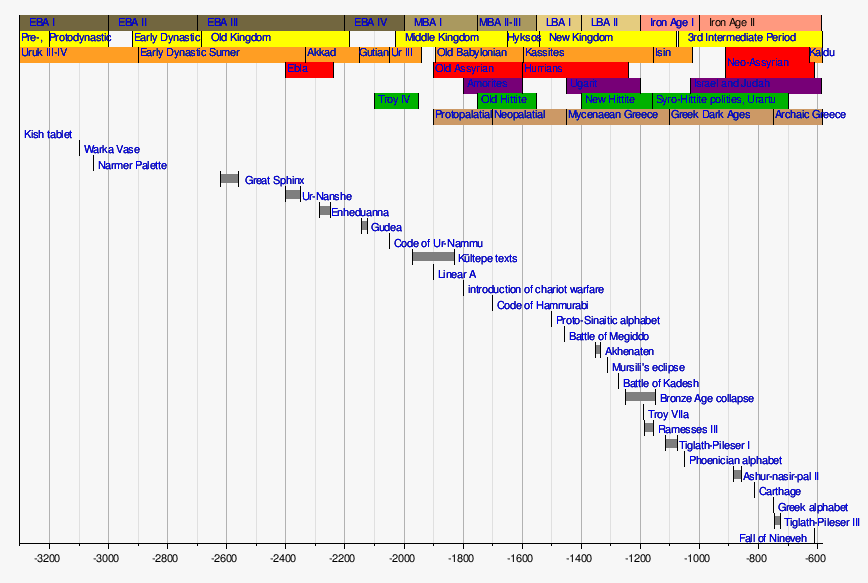 EBA I EBA II EBA III EBA IV MBA I MBA II-III LBA I LBA II Iron Age I Iron Age II
Pre-, Protodynastic Early Dynastic Old Kingdom Middle Kingdom Hyksos New Kingdom 3rd Intermediate Period
Uruk III-IV Early Dynastic Sumer Akkad Gutian Ur III Old Babylonian Kassites Isin Kaldu
Neo-Assyrian
Ebla Old Assyrian Hurrians
Amorites Ugarit Israel and Judah
Troy IV Old Hittite New Hittite Syro-Hittite polities, Urartu
Protopalatial Neopalatial Mycenaean Greece Greek Dark Ages Archaic Greece
Kish tablet
Warka Vase
Narmer Palette
Great Sphinx
Ur-Nanshe
Enheduanna
Gudea
Code of Ur-Nammu
Kültepe texts
Linear A
introduction of chariot warfare
Code of Hammurabi
Proto-Sinaitic alphabet
Battle of Megiddo
Akhenaten
Mursili's eclipse
Battle of Kadesh
Bronze Age collapse
Troy VIIa
Ramesses III
Tiglath-Pileser I
Phoenician alphabet
Ashur-nasir-pal II
Carthage
Greek alphabet
Tiglath-Pileser III
Fall of Nineveh
-3200 -3000 -2800 -2600 -2400 -2200 -2000 -1800 -1600 -1400 -1200 -1000 -800 -600